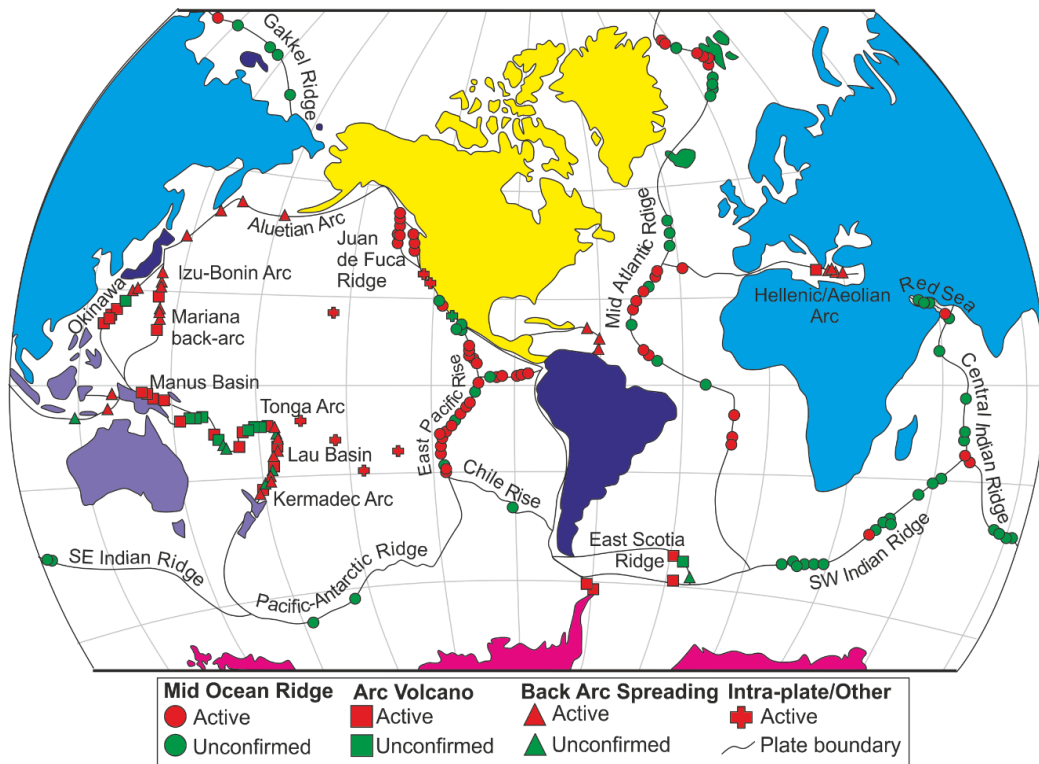 Gakkel Ridge
Aluetian Arc
Juan
de Fuca
Ridge
Mid Atlantic Rdige
Izu-Bonin Arc
Okinawa
Mariana
back-arc
Hellenic/Aeolian
Arc
Red Sea
Manus Basin
Tonga Arc
East Pacific Rise
Central Indian Ridge
Lau Basin
Kermadec Arc
Chile Rise
SE Indian Ridge
Pacific-Antarctic Ridge
East Scotia
Ridge
SW Indian Ridge
Mid Ocean Ridge
Active
Unconfirmed
Arc Volcano
Active
Unconfirmed
Back Arc Spreading
Active
Unconfirmed
Intra-plate/Other
Active
Plate boundary